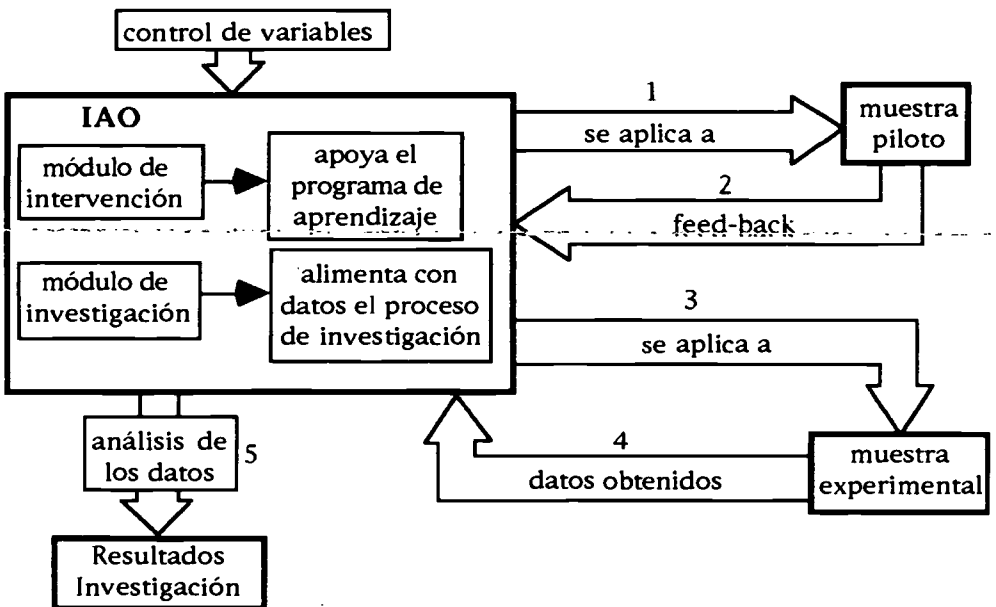 control de variables
IAO
módulo de
intervención
apoya el
programa de
aprendizaje
módulo de
investigación
alimenta con
datos el proceso
de investigación
1
se aplica a
muestra
piloto
2
feed-back
3
se aplica a
muestra
experimental
4
datos obtenidos
análisis de
los datos
5
Resultados
Investigación